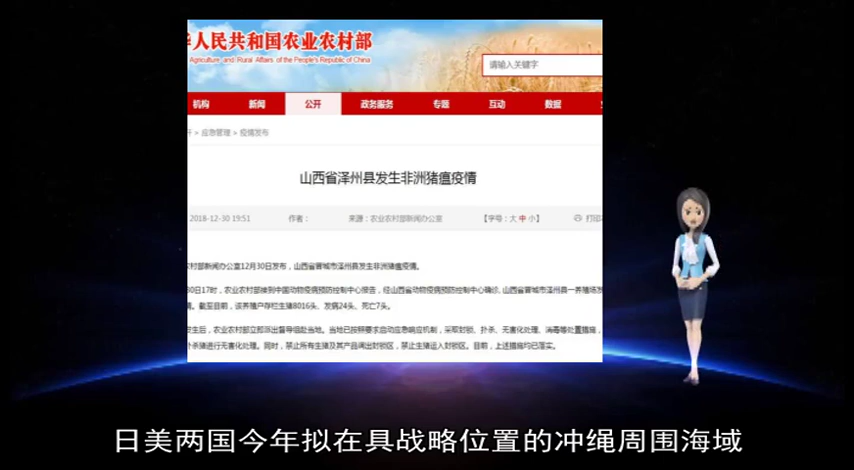 华人民共和国农业农村部
Agriculture and Rural Affairs of the People's Republic of China
请输入关键字
机构 新闻 公开 政务服务 专题 互动 数据
开 > 应急管理 > 疫情发布
山西省泽州县发生非洲猪瘟疫情
2018-12-30 19:51 作者： 来源：农业农村部新闻办公室 【字号：大 中 小】 打印
农村部新闻办公室12月30日发布，山西省晋城市泽州县发生非洲猪瘟疫情。
30日17时，农业农村部接到中国动物疫病预防控制中心报告，经山西省动物疫病预防控制中心确诊，山西省晋城市泽州县一养殖场发
情。截至目前，该养殖户存栏生猪8016头、发病24头、死亡7头。
发生后，农业农村部立即派出督导组赴当地。当地已按照要求启动应急响应机制，采取封锁、扑杀、无害化处理、消毒等处置措施，
扑杀猪进行无害化处理。同时，禁止所有生猪及其产品调出封锁区，禁止生猪运入封锁区。目前，上述措施均已落实。
日美两国今年拟在具战略位置的冲绳周围海域